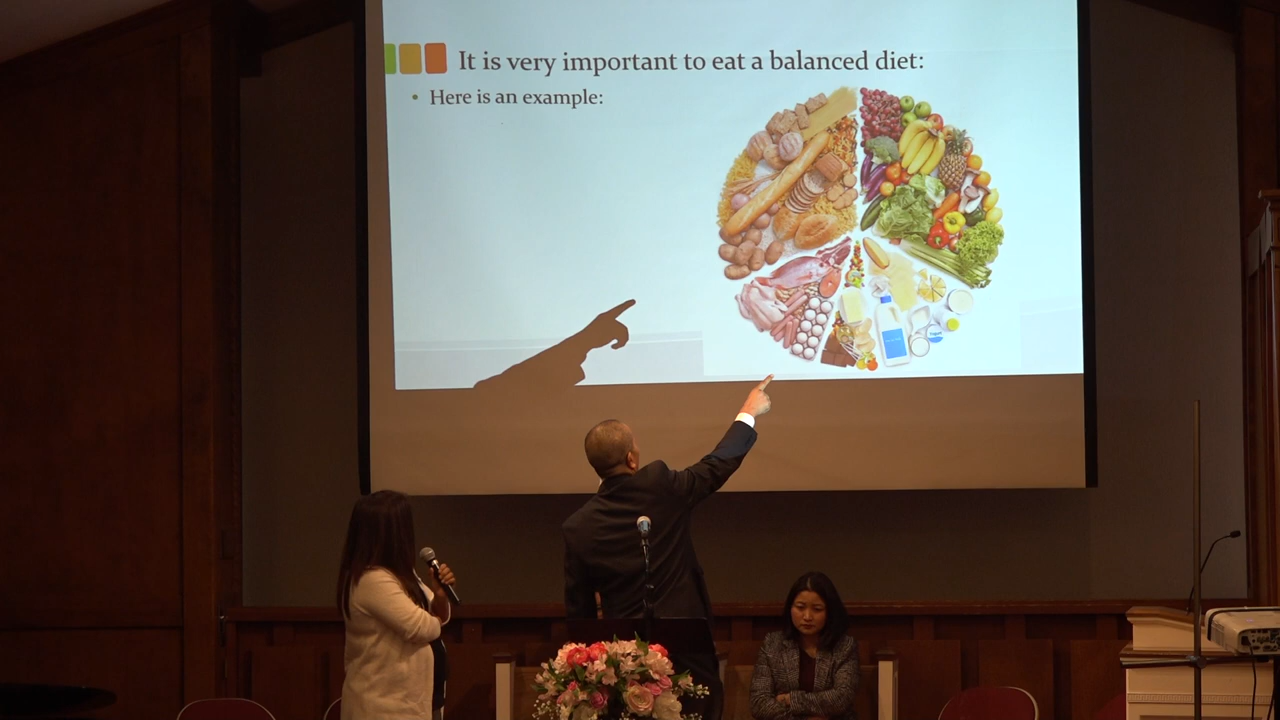 It is very important to eat a balanced diet:
• Here is an example: